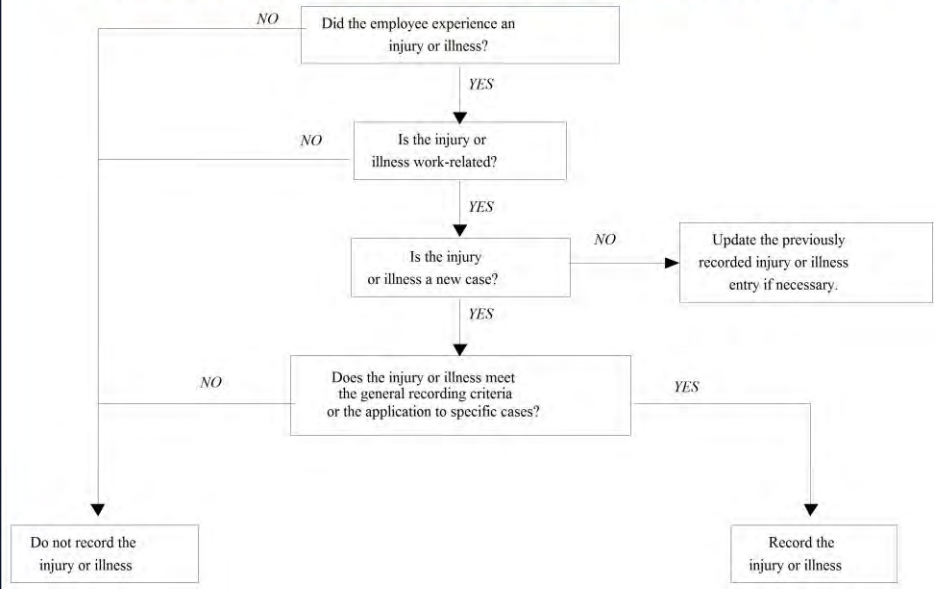 NO
Did the employee experience an
injury or illness?
YES
NO
Is the injury or
illness work-related?
YES
Is the injury
or illness a new case?
NO
Update the previously
recorded injury or illness
entry if necessary.
YES
NO
Does the injury or illness meet
the general recording criteria
or the application to specific cases?
YES
Do not record the
injury or illness
Record the
injury or illness